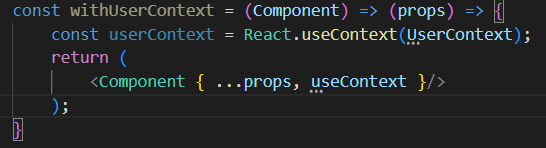 const withUserContext = (Component) => (props) => {
    const userContext = React.useContext(UserContext);
    return (
        <Component { ...props, useContext }/>
    );
}